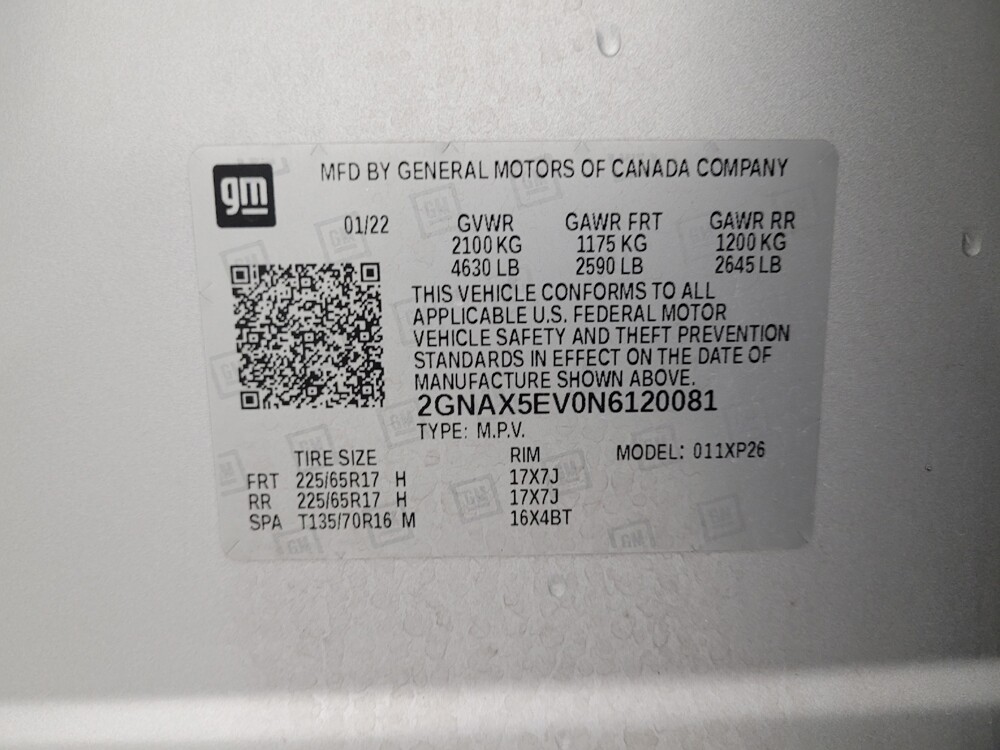 gm
MFD BY GENERAL MOTORS OF CANADA COMPANY
01/22 GVWR GAWR FRT GAWR RR
2100 KG 1175 KG 1200 KG
4630 LB 2590 LB 2645 LB
THIS VEHICLE CONFORMS TO ALL
APPLICABLE U.S. FEDERAL MOTOR
VEHICLE SAFETY AND THEFT PREVENTION
STANDARDS IN EFFECT ON THE DATE OF
MANUFACTURE SHOWN ABOVE.
2GNAX5EV0N6120081
TYPE: M.P.V.
TIRE SIZE RIM MODEL: 011XP26
FRT 225/65R17 H 17X7J
RR 225/65R17 H 17X7J
SPA T135/70R16 M 16X4BT